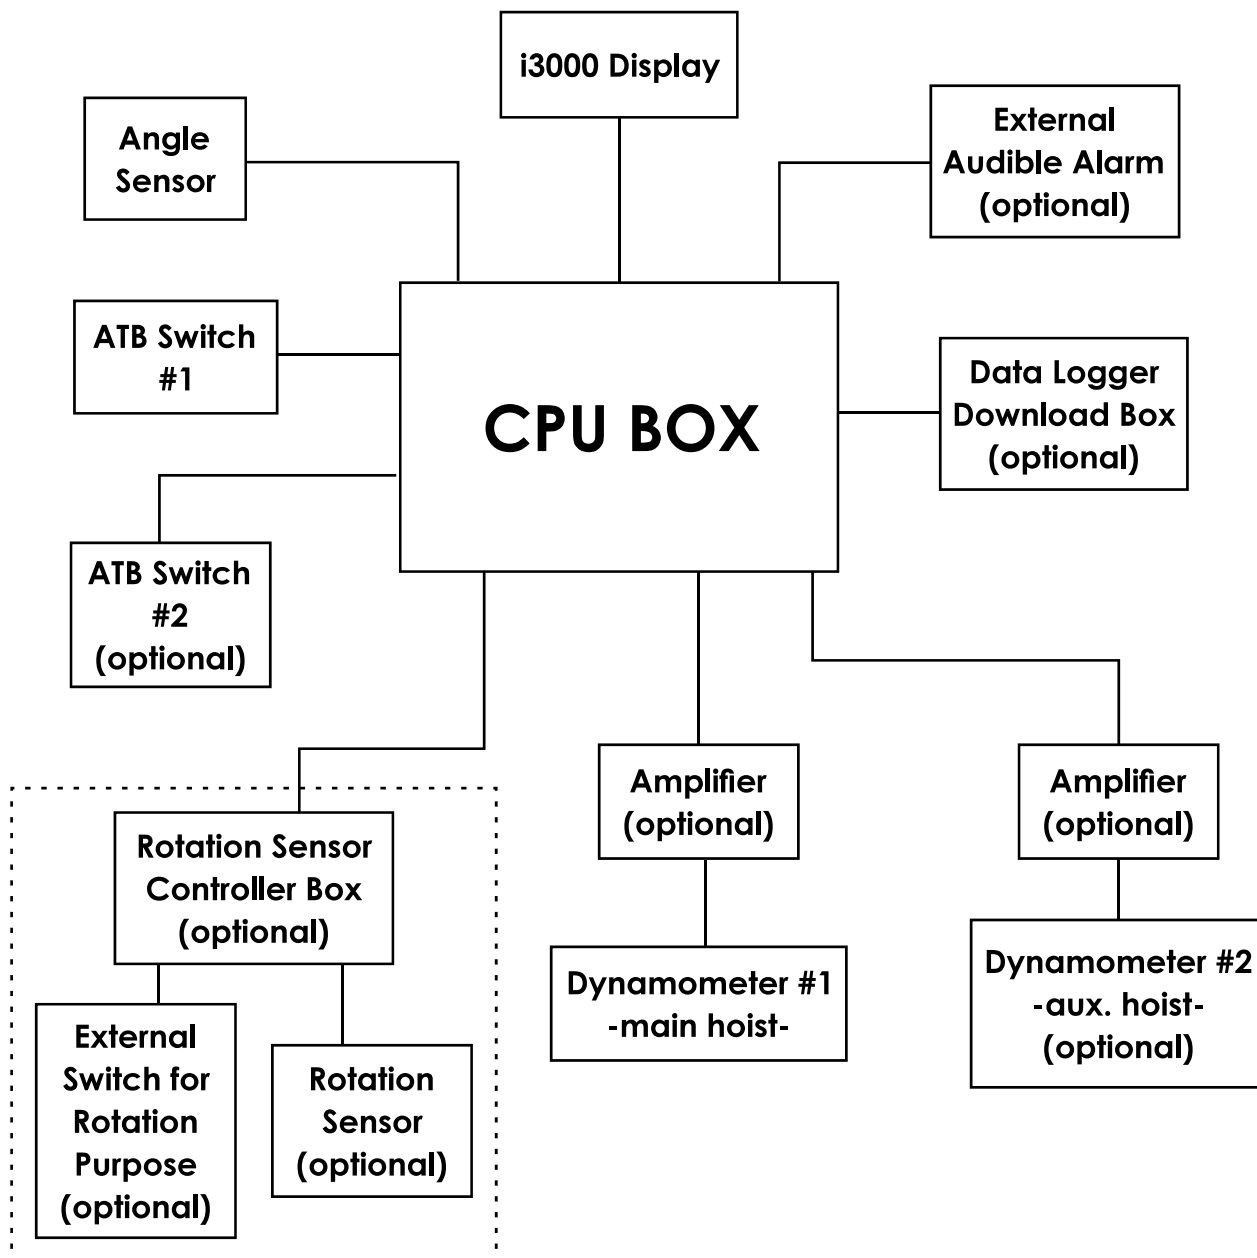 i3000 Display
Angle
Sensor
External
Audible Alarm
(optional)
ATB Switch
#1
CPU BOX
Data Logger
Download Box
(optional)
ATB Switch
#2
(optional)
Amplifier
(optional)
Amplifier
(optional)
Rotation Sensor
Controller Box
(optional)
Dynamometer #1
-main hoist-
Dynamometer #2
-aux. hoist-
(optional)
External
Switch for
Rotation
Purpose
(optional)
Rotation
Sensor
(optional)